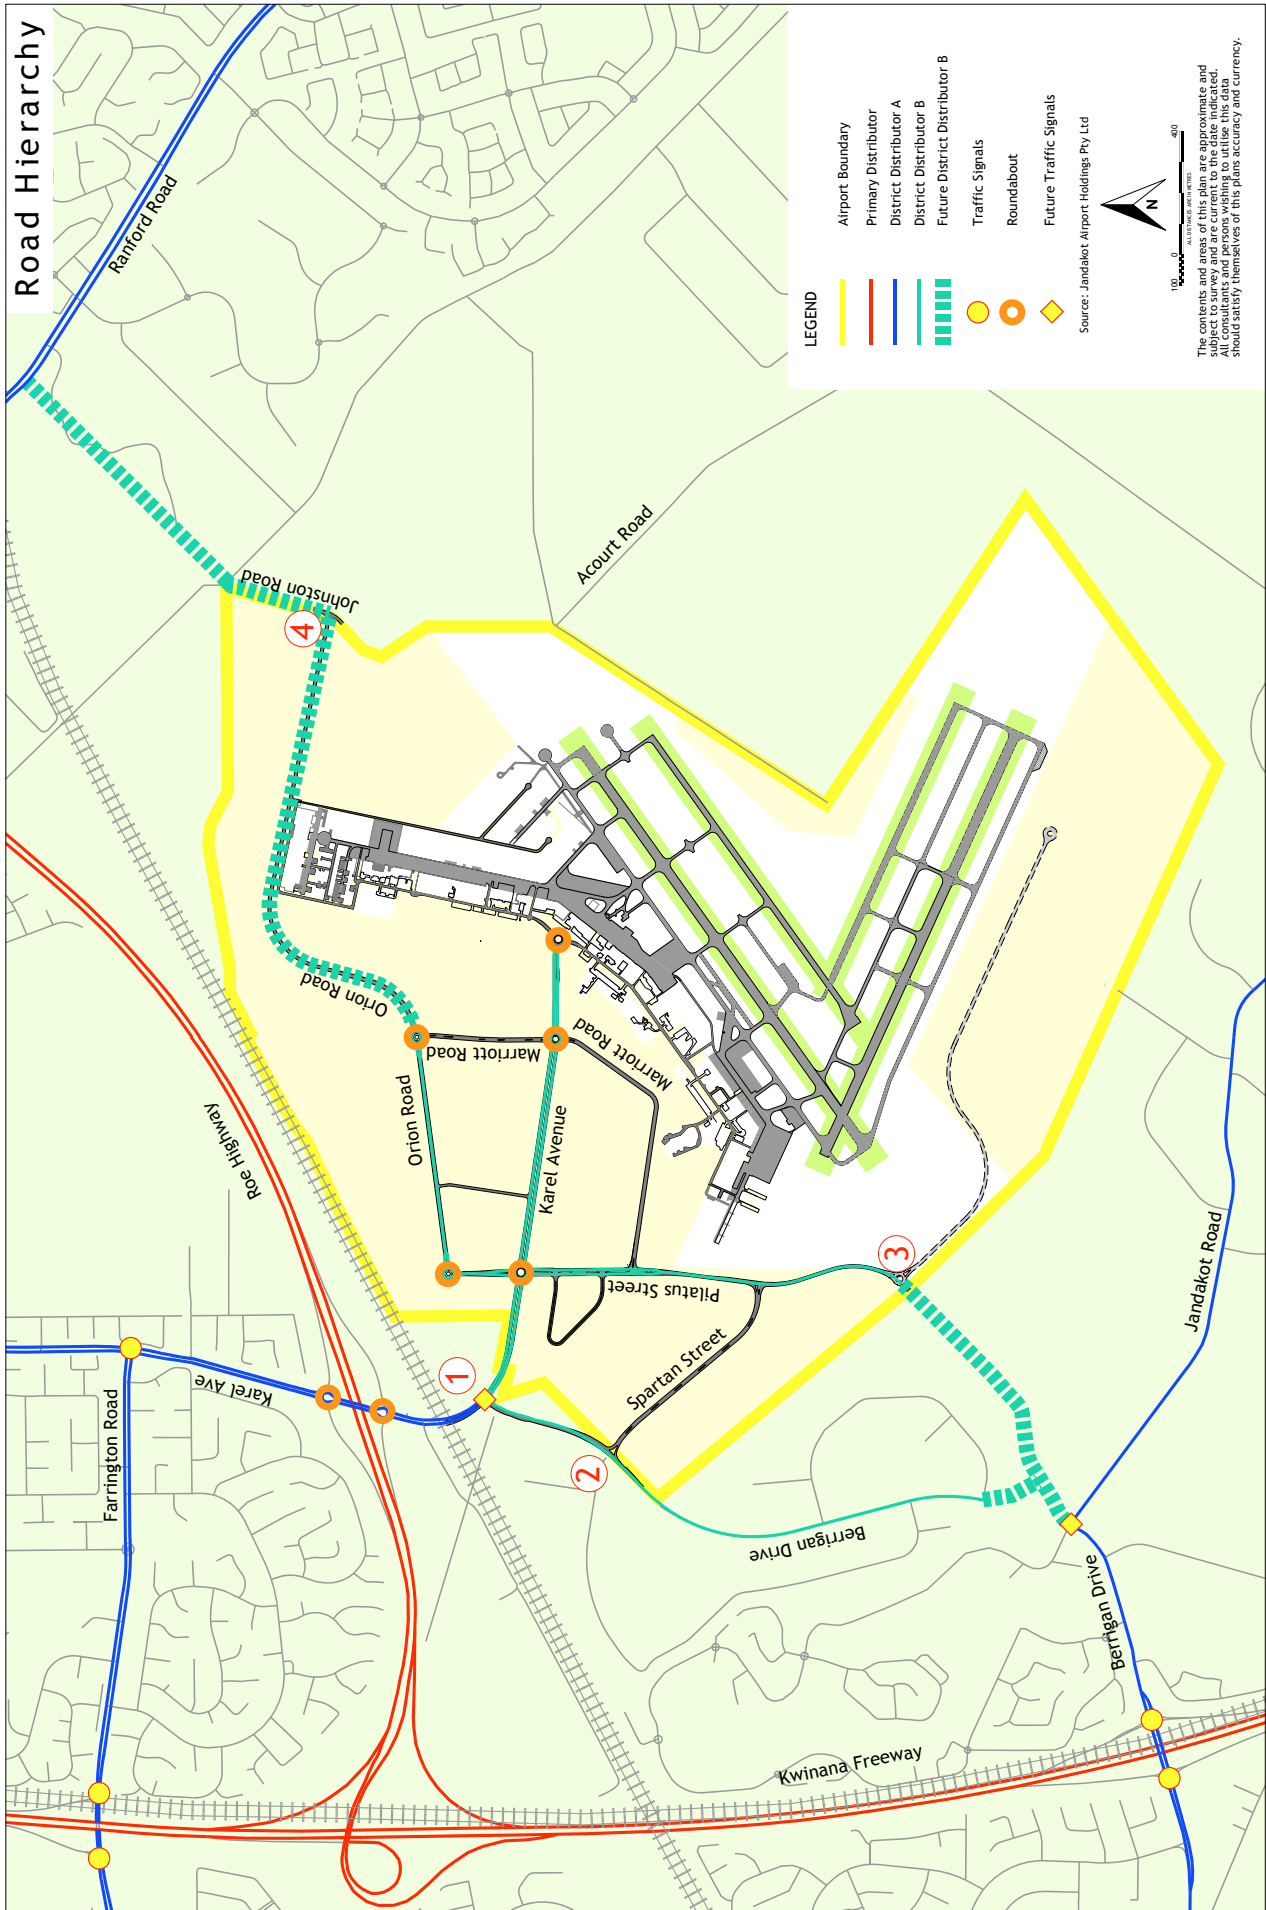 Road Hierarchy
Ranford Road
Johnston Road
4
Acourt Road
Orion Road
Marriott Road
Marriott Road
Orion Road
Karel Avenue
Roe Highway
Pilatus Street
3
Jandakot Road
Spartan Street
1
2
Karel Ave
Farrington Road
Berrigan Drive
Berrigan Drive
Kwinana Freeway
LEGEND
Airport Boundary
Primary Distributor
District Distributor A
District Distributor B
Future District Distributor B
Traffic Signals
Roundabout
Future Traffic Signals
Source: Jandakot Airport Holdings Pty Ltd
N
100 0 400
ALL DISTANCES ARE IN METRES
The contents and areas of this plan are approximate and
subject to survey and are current to the date indicated.
All consultants and persons wishing to utilise this data
should satisfy themselves of this plans accuracy and currency.